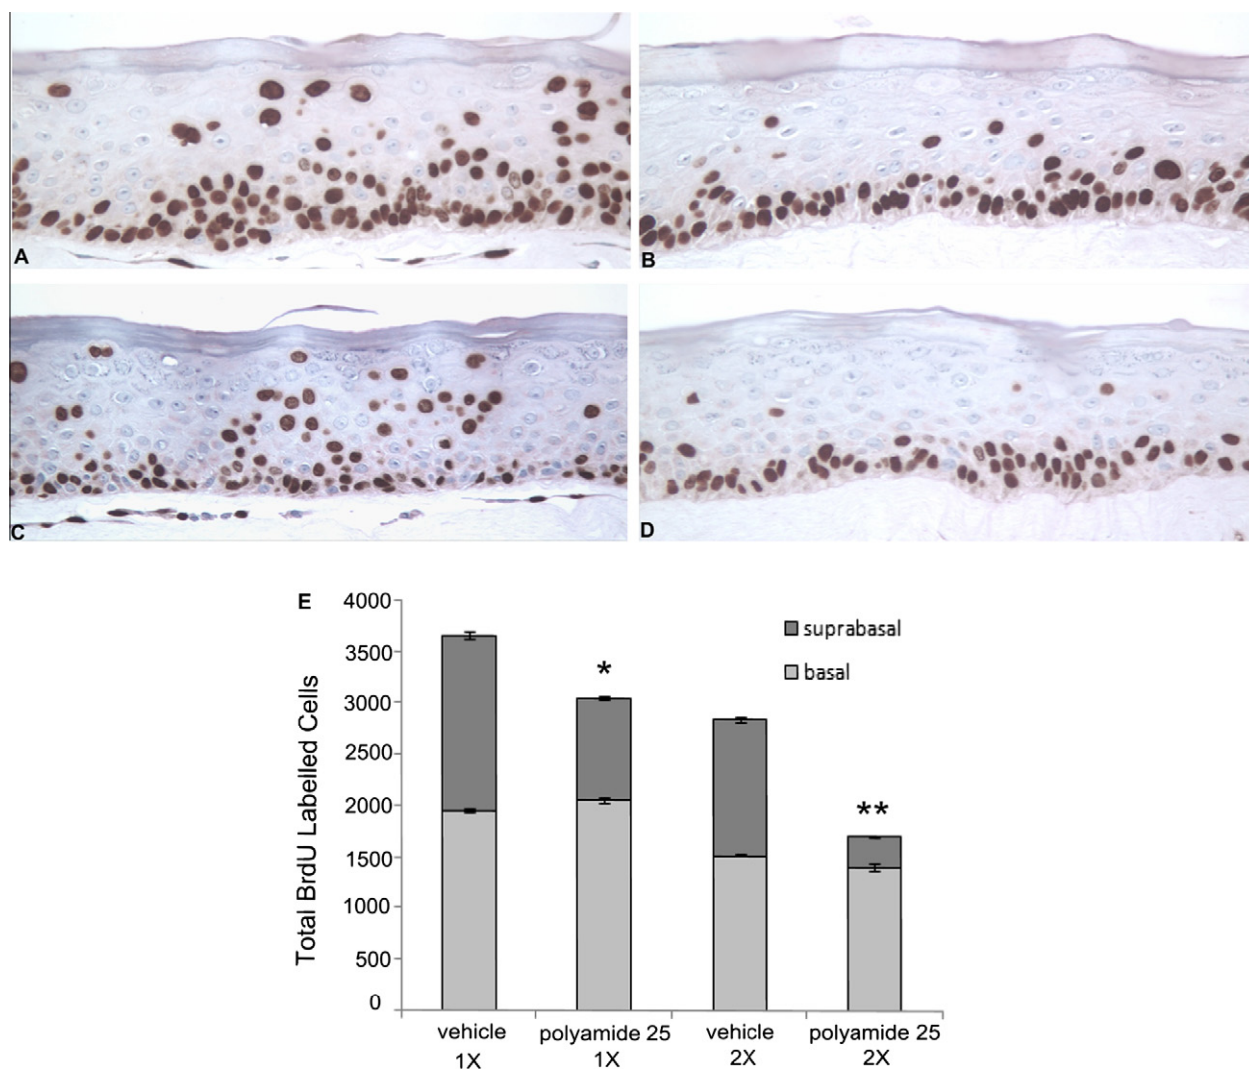 A
B
C
D
E
4000
3500
3000
2500
2000
1500
1000
500
0
Total BrdU Labelled Cells
suprabasal
basal
*
**
vehicle
1X
polyamide 25
1X
vehicle
2X
polyamide 25
2X